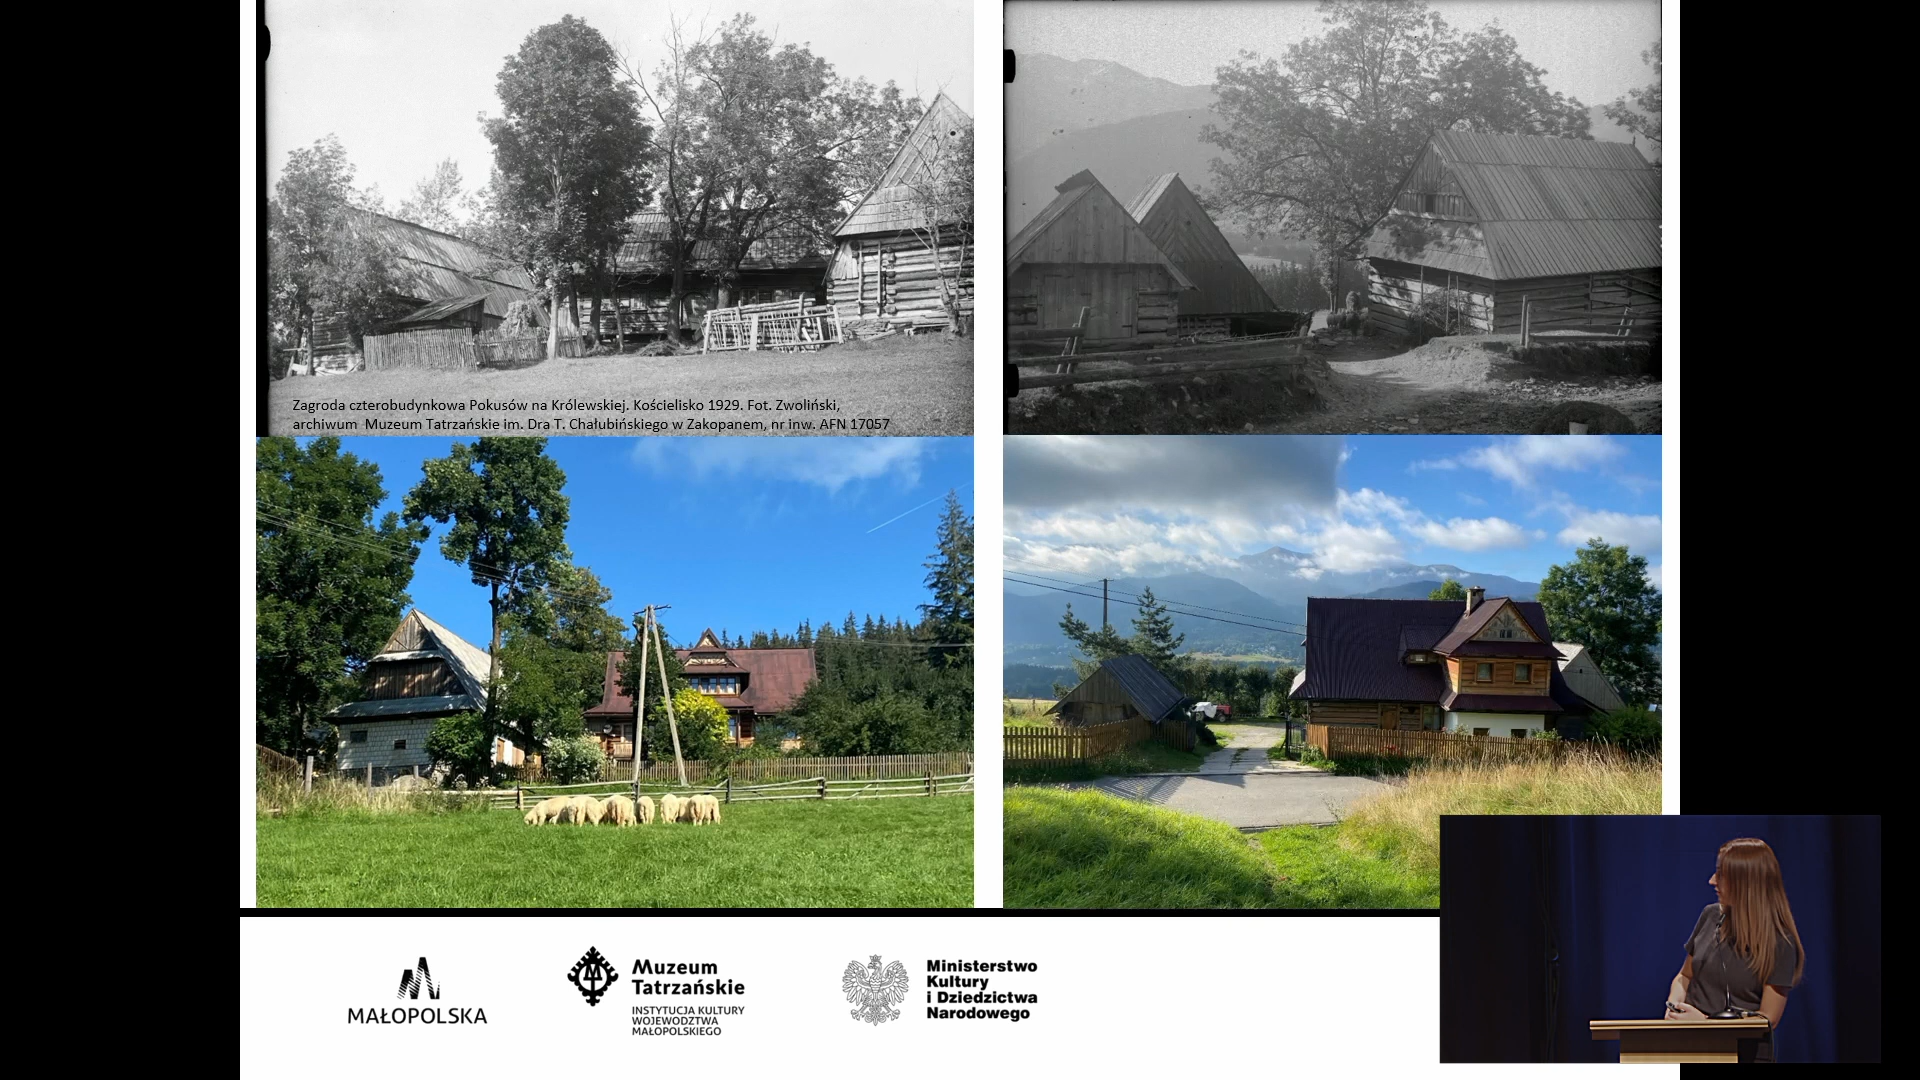 Zagroda czterobudynkowa Pokusów na Królewskiej. Kościelisko 1929. Fot. Zwoliński,
archiwum  Muzeum Tatrzańskie im. Dra T. Chałubińskiego w Zakopanem, nr inw. AFN 17057
MAŁOPOLSKA
Muzeum
Tatrzańskie
INSTYTUCJA KULTURY
WOJEWÓDZTWA
MAŁOPOLSKIEGO
Ministerstwo
Kultury
i Dziedzictwa
Narodowego